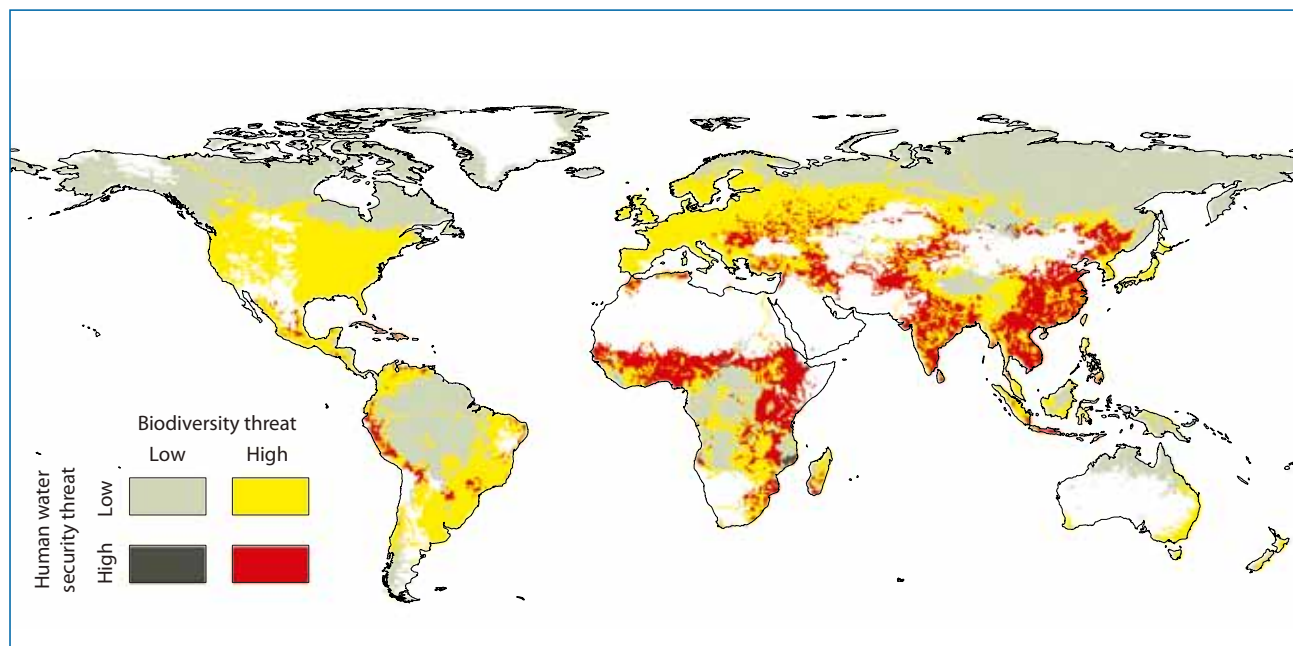 Biodiversity threat
Low High
Human water
security threat
Low
High